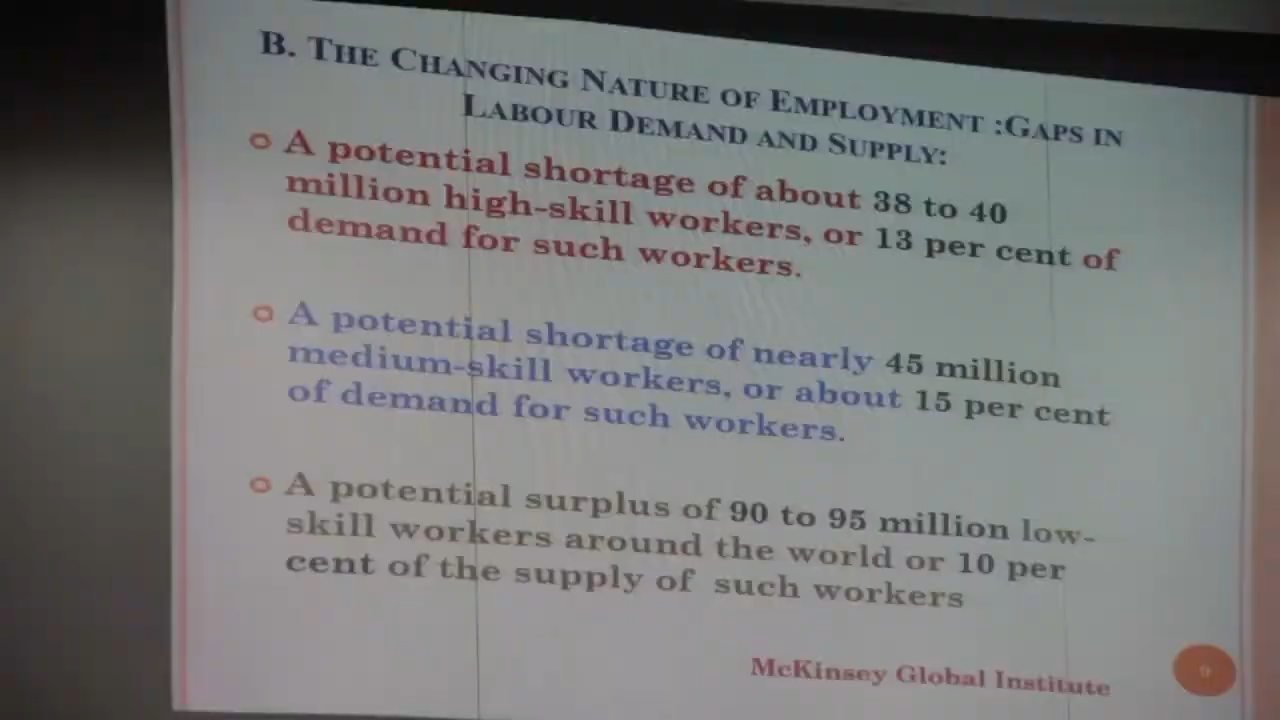 B. THE CHANGING NATURE OF EMPLOYMENT :GAPS IN
LABOUR DEMAND AND SUPPLY:
A potential shortage of about 38 to 40
million high-skill workers, or 13 per cent of
demand for such workers.
A potential shortage of nearly 45 million
medium-skill workers, or about 15 per cent
of demand for such workers.
A potential surplus of 90 to 95 million low-
skill workers around the world or 10 per
cent of the supply of such workers
McKinsey Global Institute